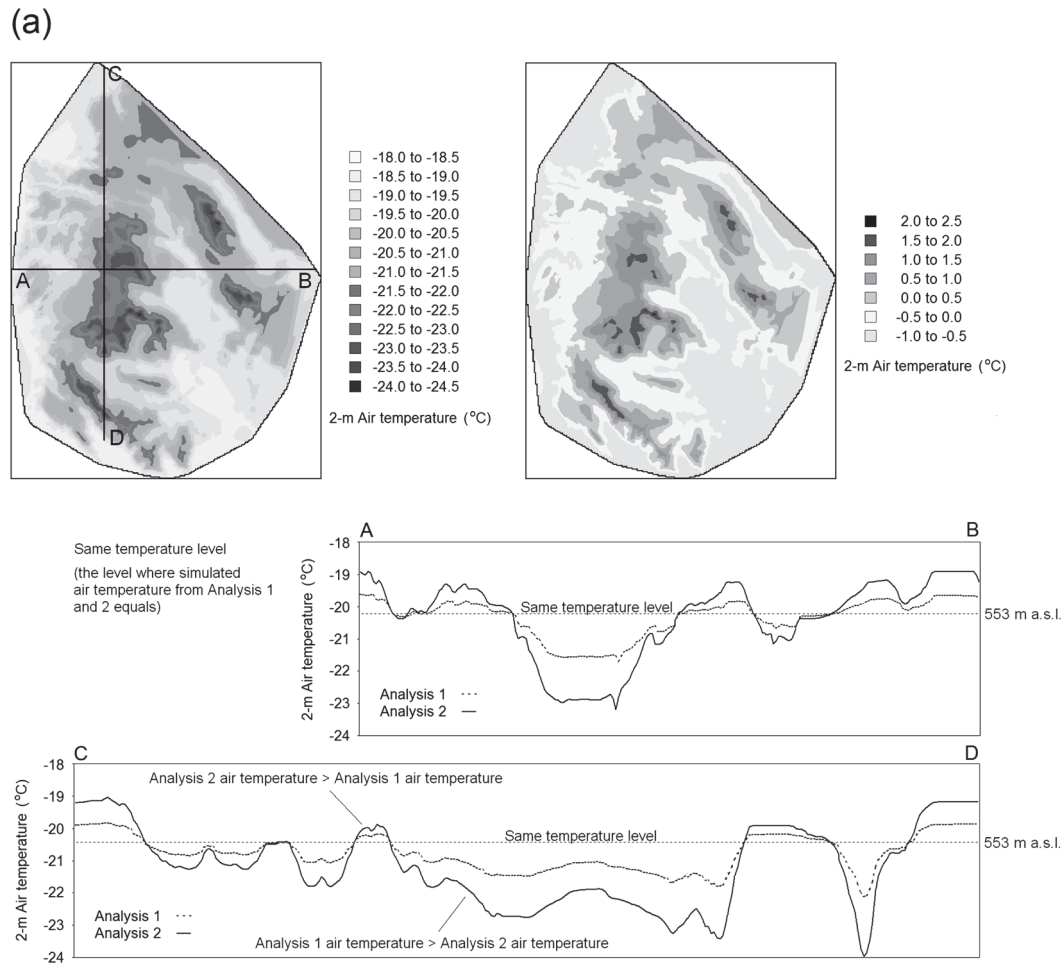 (a)
C
A
B
D
-18.0 to -18.5
-18.5 to -19.0
-19.0 to -19.5
-19.5 to -20.0
-20.0 to -20.5
-20.5 to -21.0
-21.0 to -21.5
-21.5 to -22.0
-22.0 to -22.5
-22.5 to -23.0
-23.0 to -23.5
-23.5 to -24.0
-24.0 to -24.5
2-m Air temperature (°C)
2.0 to 2.5
1.5 to 2.0
1.0 to 1.5
0.5 to 1.0
0.0 to 0.5
-0.5 to 0.0
-1.0 to -0.5
2-m Air temperature (°C)
Same temperature level
(the level where simulated
air temperature from Analysis 1
and 2 equals)
A
B
2-m Air temperature (°C)
-18
-19
-20
-21
-22
-23
-24
Same temperature level
553 m a.s.l.
Analysis 1
Analysis 2
C
D
2-m Air temperature (°C)
-18
-19
-20
-21
-22
-23
-24
Analysis 2 air temperature > Analysis 1 air temperature
Same temperature level
553 m a.s.l.
Analysis 1
Analysis 2
Analysis 1 air temperature > Analysis 2 air temperature